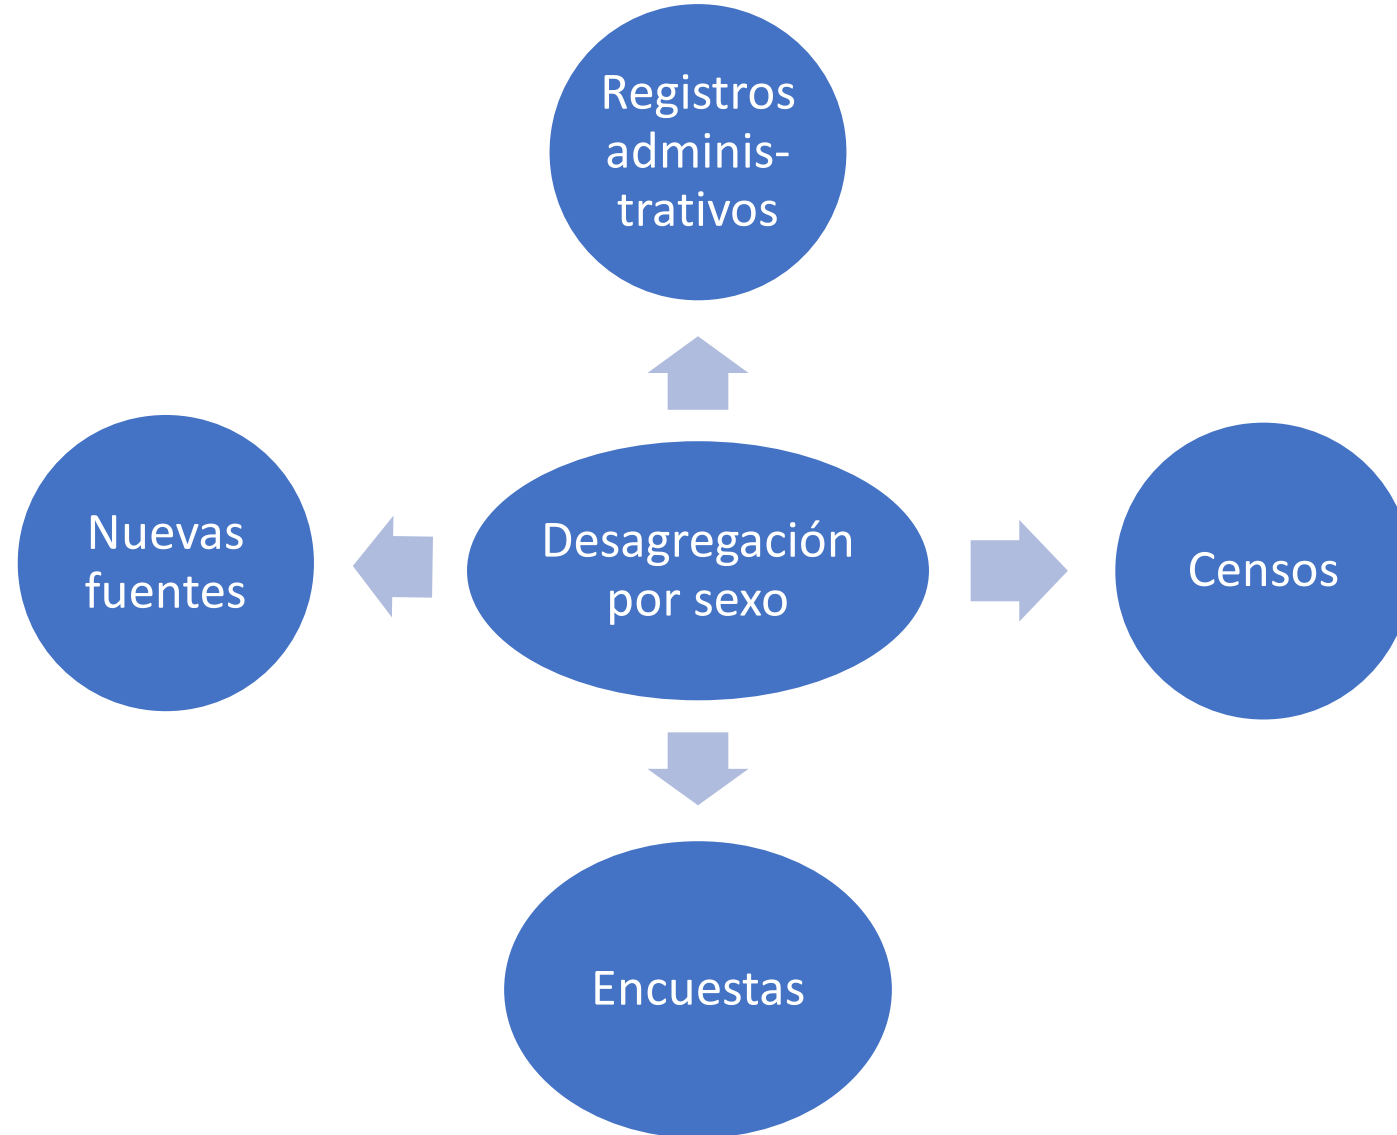 Registros
adminis-
trativos
Nuevas
fuentes
Desagregación
por sexo
Censos
Encuestas